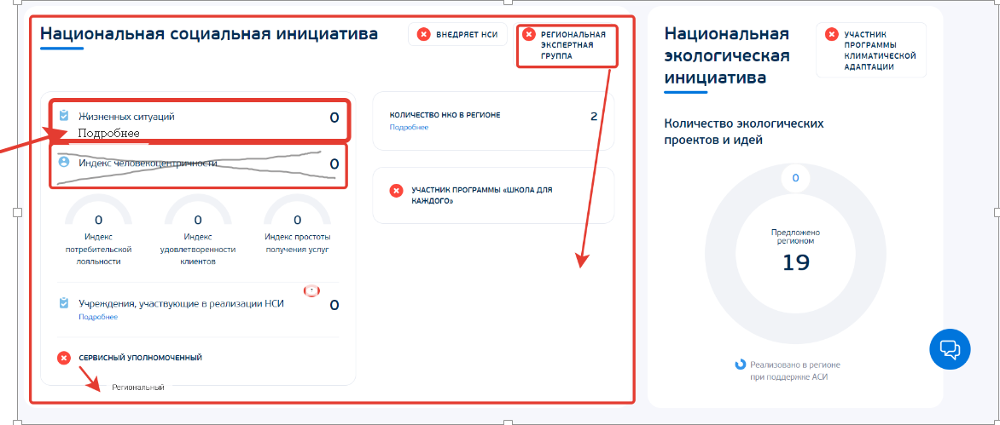 Национальная социальная инициатива
ВНЕДРЯЕТ НСИ
РЕГИОНАЛЬНАЯ
ЭКСПЕРТНАЯ
ГРУППА
Жизненных ситуаций
0
Подробнее
Индекс человекоцентричности
0
0
Индекс
потребительской
лояльности
0
Индекс
удовлетворенности
клиентов
0
Индекс простоты
получения услуг
Учреждения, участвующие в реализации НСИ
0
Подробнее
СЕРВИСНЫЙ УПОЛНОМОЧЕННЫЙ
Региональный
КОЛИЧЕСТВО НКО В РЕГИОНЕ
2
Подробнее
УЧАСТНИК ПРОГРАММЫ «ШКОЛА ДЛЯ
КАЖДОГО»
Национальная
экологическая
инициатива
УЧАСТНИК
ПРОГРАММЫ
КЛИМАТИЧЕСКОЙ
АДАПТАЦИИ
Количество экологических
проектов и идей
0
Предложено
регионом
19
Реализовано в регионе
при поддержке АСИ